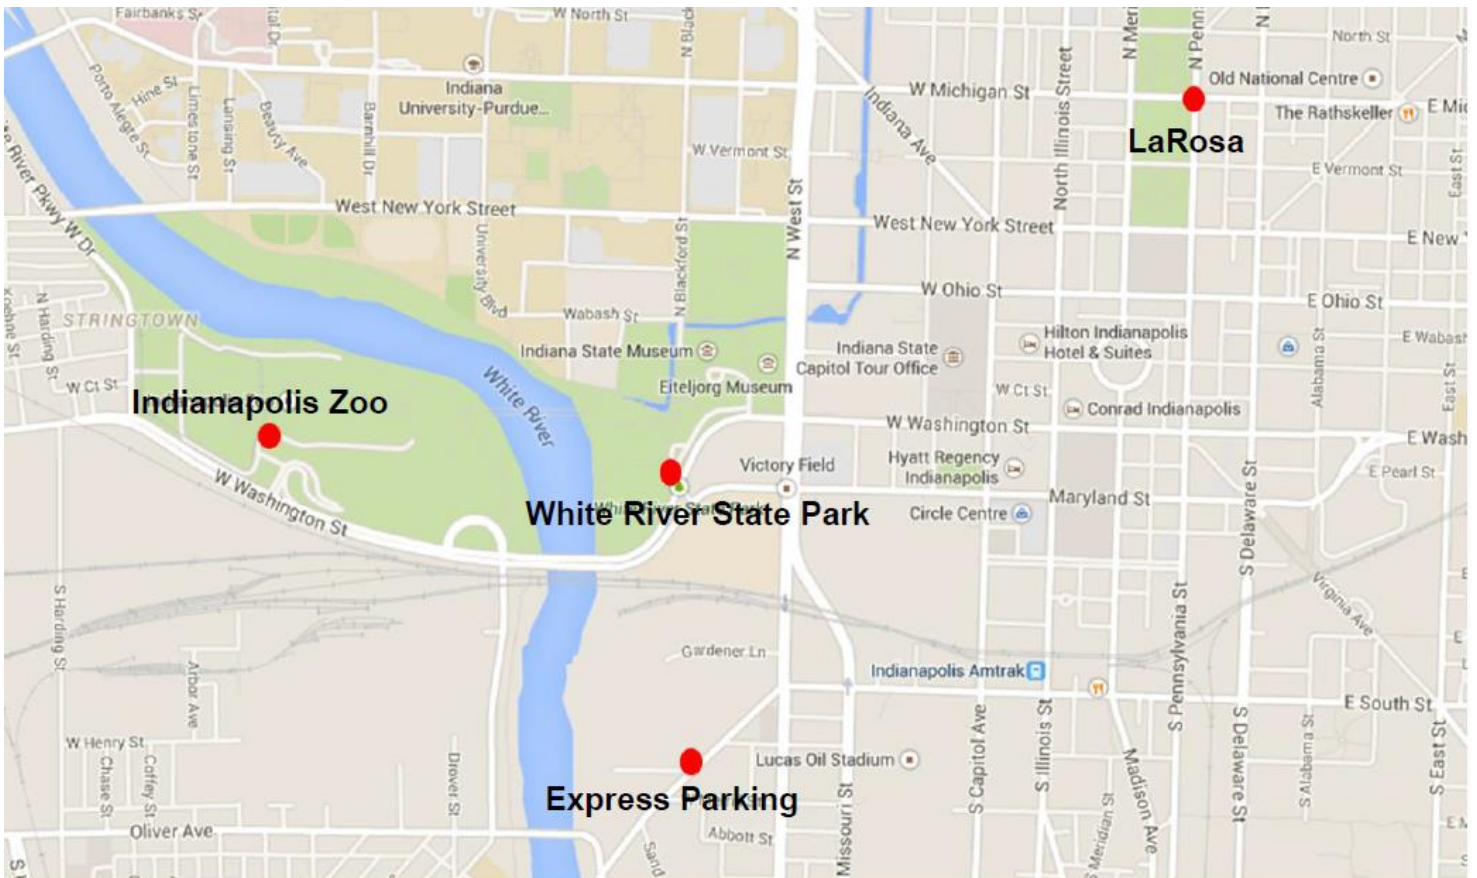 Fairbanks St
W North St
N Black
North St
N Penn
N Meri
Indiana
University-Purdue...
W Michigan St
Old National Centre
The Rathskeller
E Mic
Porto Alegre St
Hine St
Limestone St
Lansing St
Beauty Ave
Barnhill Dr
Indiana Ave
North Illinois Street
LaRosa
W Vermont St
E Vermont St
East St
River Pkwy W Dr
West New York Street
West New York Street
E New Y
University Blvd
N Blackford St
N West St
W Ohio St
E Ohio St
Koehne St
N Harding St
STRINGTOWN
Wabash St
E Wabash
Indiana State Museum
Hilton Indianapolis
Hotel & Suites
Indiana State
Capitol Tour Office
Eiteljorg Museum
W Ct St
W Ct St
Alabama St
East St
Indianapolis Zoo
White River
Conrad Indianapolis
W Washington St
E Wash
Victory Field
Hyatt Regency
Indianapolis
E Pearl St
W Washington St
Maryland St
White River State Park
Circle Centre
S Delaware St
S Harding St
Virginia Ave
Gardener Ln
Indianapolis Amtrak
S Pennsylvania St
Arbor Ave
E South St
W Henry St
Chase St
Coffey St
Drover St
Lucas Oil Stadium
S Capitol Ave
S Illinois St
Madison Ave
S Delaware St
S Alabama St
S East St
Express Parking
Oliver Ave
Abbott St
Sand
Missouri St
S Meridian St